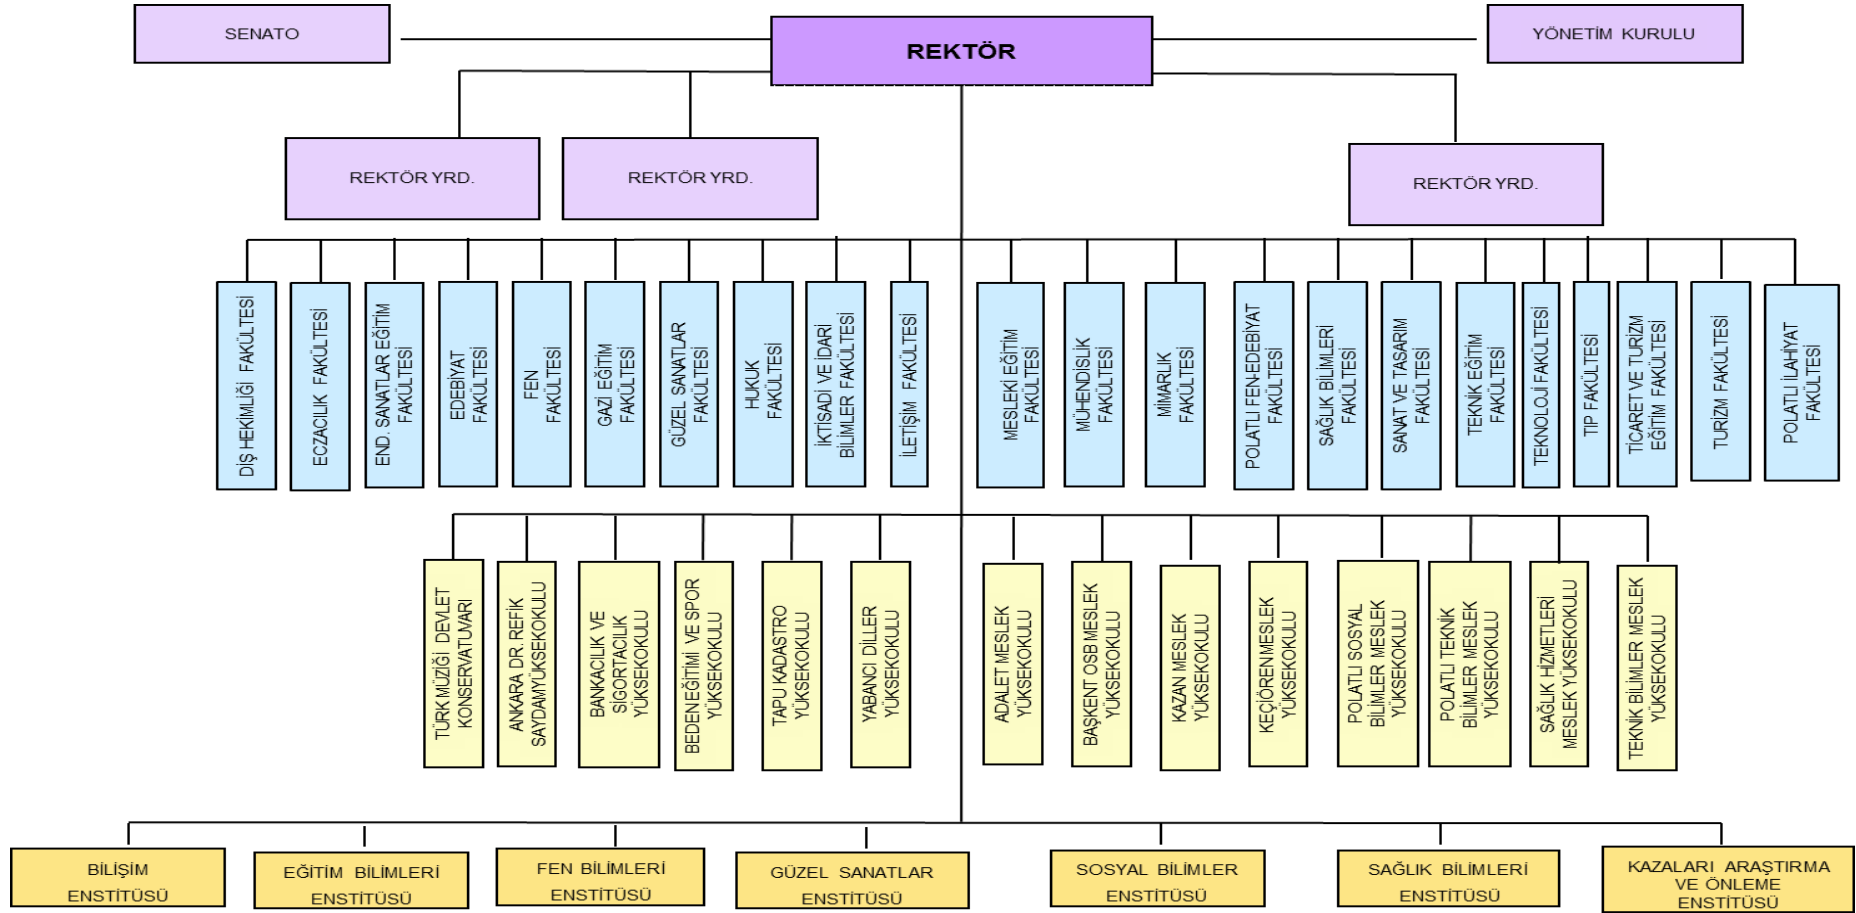 SENATO
REKTÖR
YÖNETİM KURULU
REKTÖR YRD.
REKTÖR YRD.
REKTÖR YRD.
DİŞ HEKİMLİĞİ FAKÜLTESİ
ECZACILIK FAKÜLTESİ
END. SANATLAR EĞİTİM
FAKÜLTESİ
EDEBİYAT
FAKÜLTESİ
FEN
FAKÜLTESİ
GAZİ EĞİTİM
FAKÜLTESİ
GÜZEL SANATLAR
FAKÜLTESİ
HUKUK
FAKÜLTESİ
İKTİSADİ VE İDARİ
BİLİMLER FAKÜLTESİ
İLETİŞİM FAKÜLTESİ
MESLEKİ EĞİTİM
FAKÜLTESİ
MÜHENDİSLİK
FAKÜLTESİ
MİMARLIK
FAKÜLTESİ
POLATLI FEN-EDEBİYAT
FAKÜLTESİ
SAĞLIK BİLİMLERİ
FAKÜLTESİ
SANAT VE TASARIM
FAKÜLTESİ
TEKNİK EĞİTİM
FAKÜLTESİ
TEKNOLOJİ FAKÜLTESİ
TIP FAKÜLTESİ
TİCARET VE TURİZM
EĞİTİM FAKÜLTESİ
TURİZM FAKÜLTESİ
POLATLI İLAHİYAT
FAKÜLTESİ
TÜRK MÜZİĞİ DEVLET
KONSERVATUVARI
ANKARA DR. REFİK
SAYDAMYÜKSEKOKULU
BANKACILIK VE
SİGORTACILIK
YÜKSEKOKULU
BEDEN EĞİTİMİ VE SPOR
YÜKSEKOKULU
TAPU KADASTRO
YÜKSEKOKULU
YABANCI DİLLER
YÜKSEKOKULU
ADALET MESLEK
YÜKSEKOKULU
BAŞKENT OSB MESLEK
YÜKSEKOKULU
KAZAN MESLEK
YÜKSEKOKULU
KEÇİÖREN MESLEK
YÜKSEKOKULU
POLATLI SOSYAL
BİLİMLER MESLEK
YÜKSEKOKULU
POLATLI TEKNİK
BİLİMLER MESLEK
YÜKSEKOKULU
SAĞLIK HİZMETLERİ
MESLEK YÜKSEKOKULU
TEKNİK BİLİMLER MESLEK
YÜKSEKOKULU
BİLİŞİM
ENSTİTÜSÜ
EĞİTİM BİLİMLERİ
ENSTİTÜSÜ
FEN BİLİMLERİ
ENSTİTÜSÜ
GÜZEL SANATLAR
ENSTİTÜSÜ
SOSYAL BİLİMLER
ENSTİTÜSÜ
SAĞLIK BİLİMLERİ
ENSTİTÜSÜ
KAZALARI ARAŞTIRMA
VE ÖNLEME
ENSTİTÜSÜ